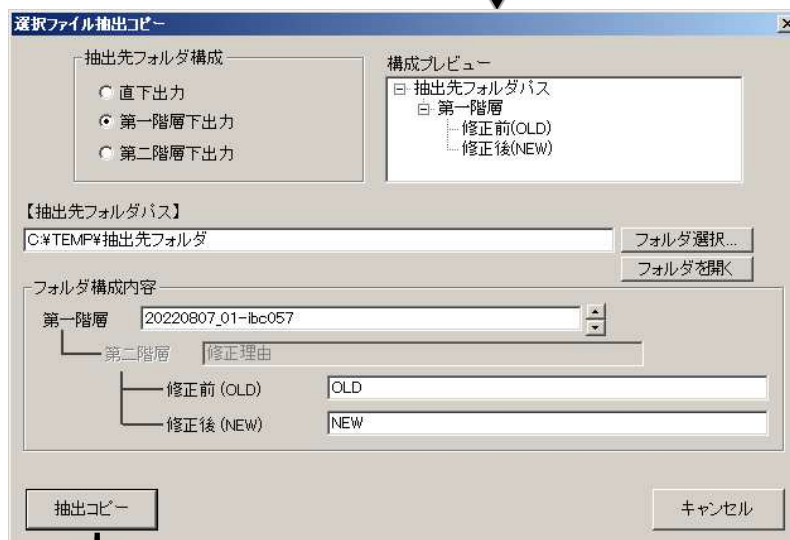 選択ファイル抽出コピー
抽出先フォルダ構成
直下出力
第一階層下出力
第二階層下出力
構成プレビュー
抽出先フォルダパス
第一階層
修正前(OLD)
修正後(NEW)
【抽出先フォルダパス】
C:¥TEMP¥抽出先フォルダ
フォルダ選択...
フォルダを開く
フォルダ構成内容
第一階層 20220807_01-ibc057
第二階層 修正理由
修正前 (OLD) OLD
修正後 (NEW) NEW
抽出コピー キャンセル